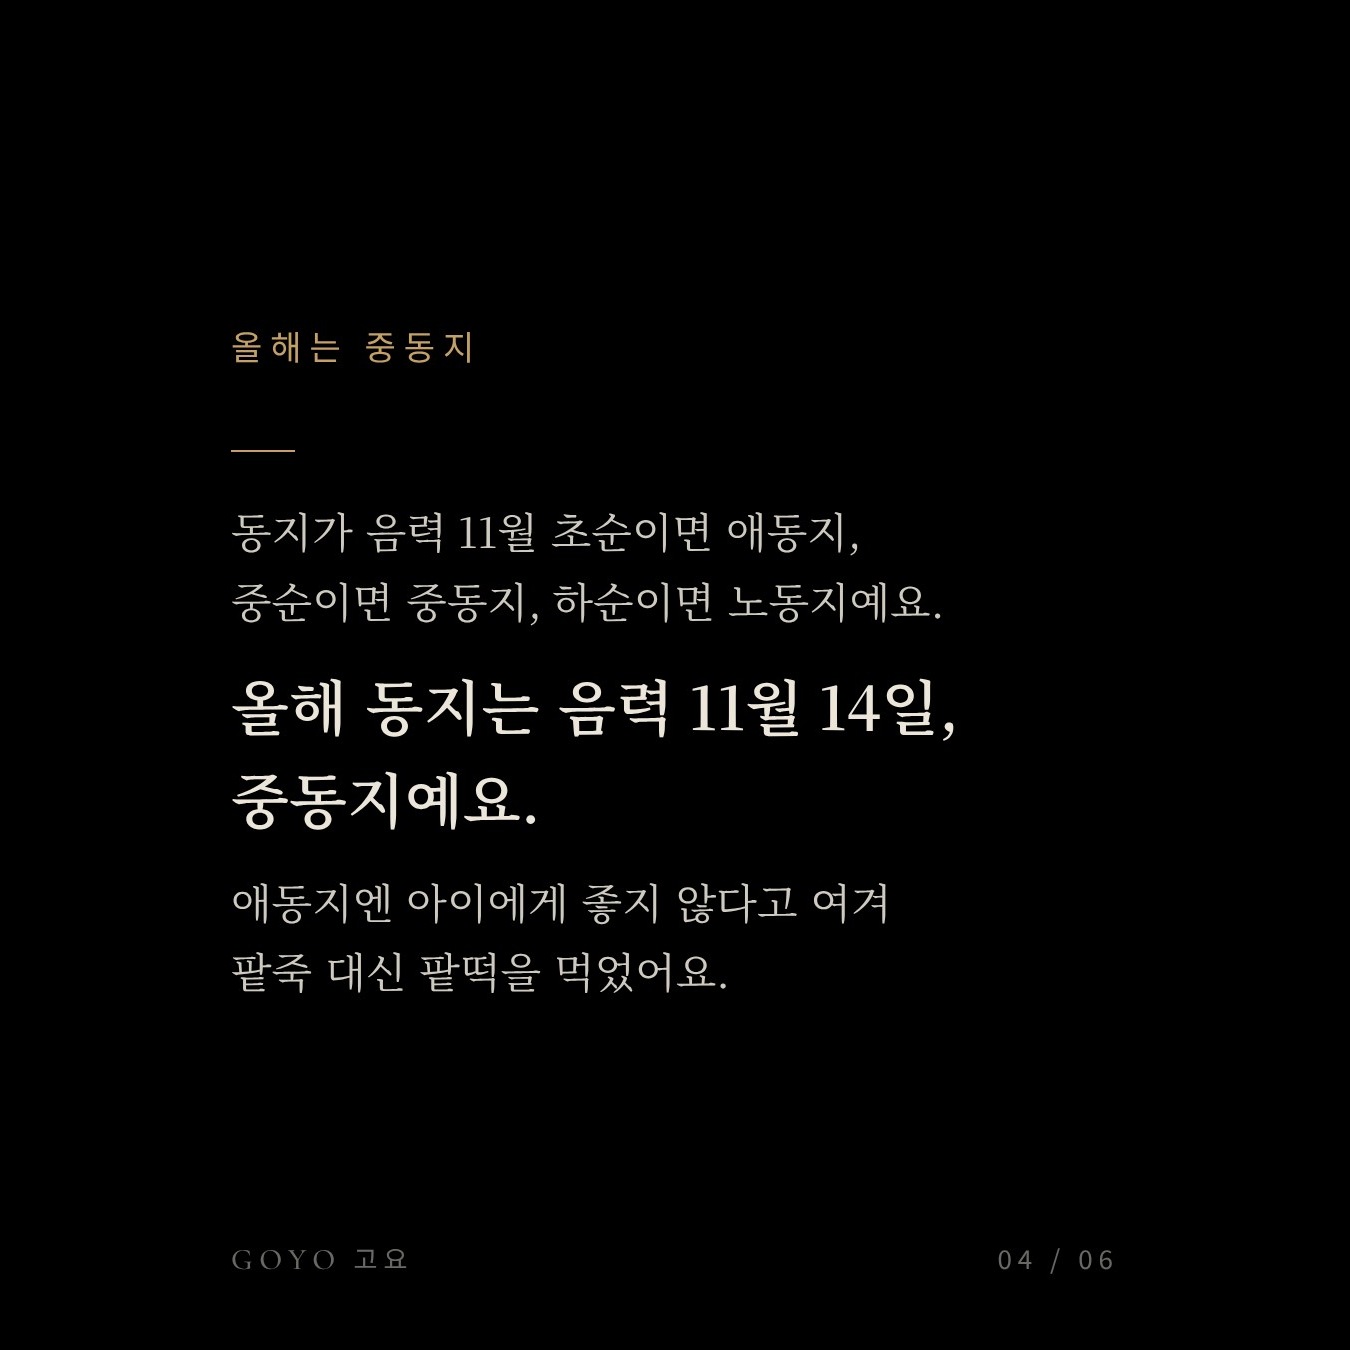 올해는 중동지
동지가 음력 11월 초순이면 애동지,
중순이면 중동지, 하순이면 노동지예요.
올해 동지는 음력 11월 14일,
중동지예요.
애동지엔 아이에게 좋지 않다고 여겨
팥죽 대신 팥떡을 먹었어요.
GOYO 고요
04 / 06